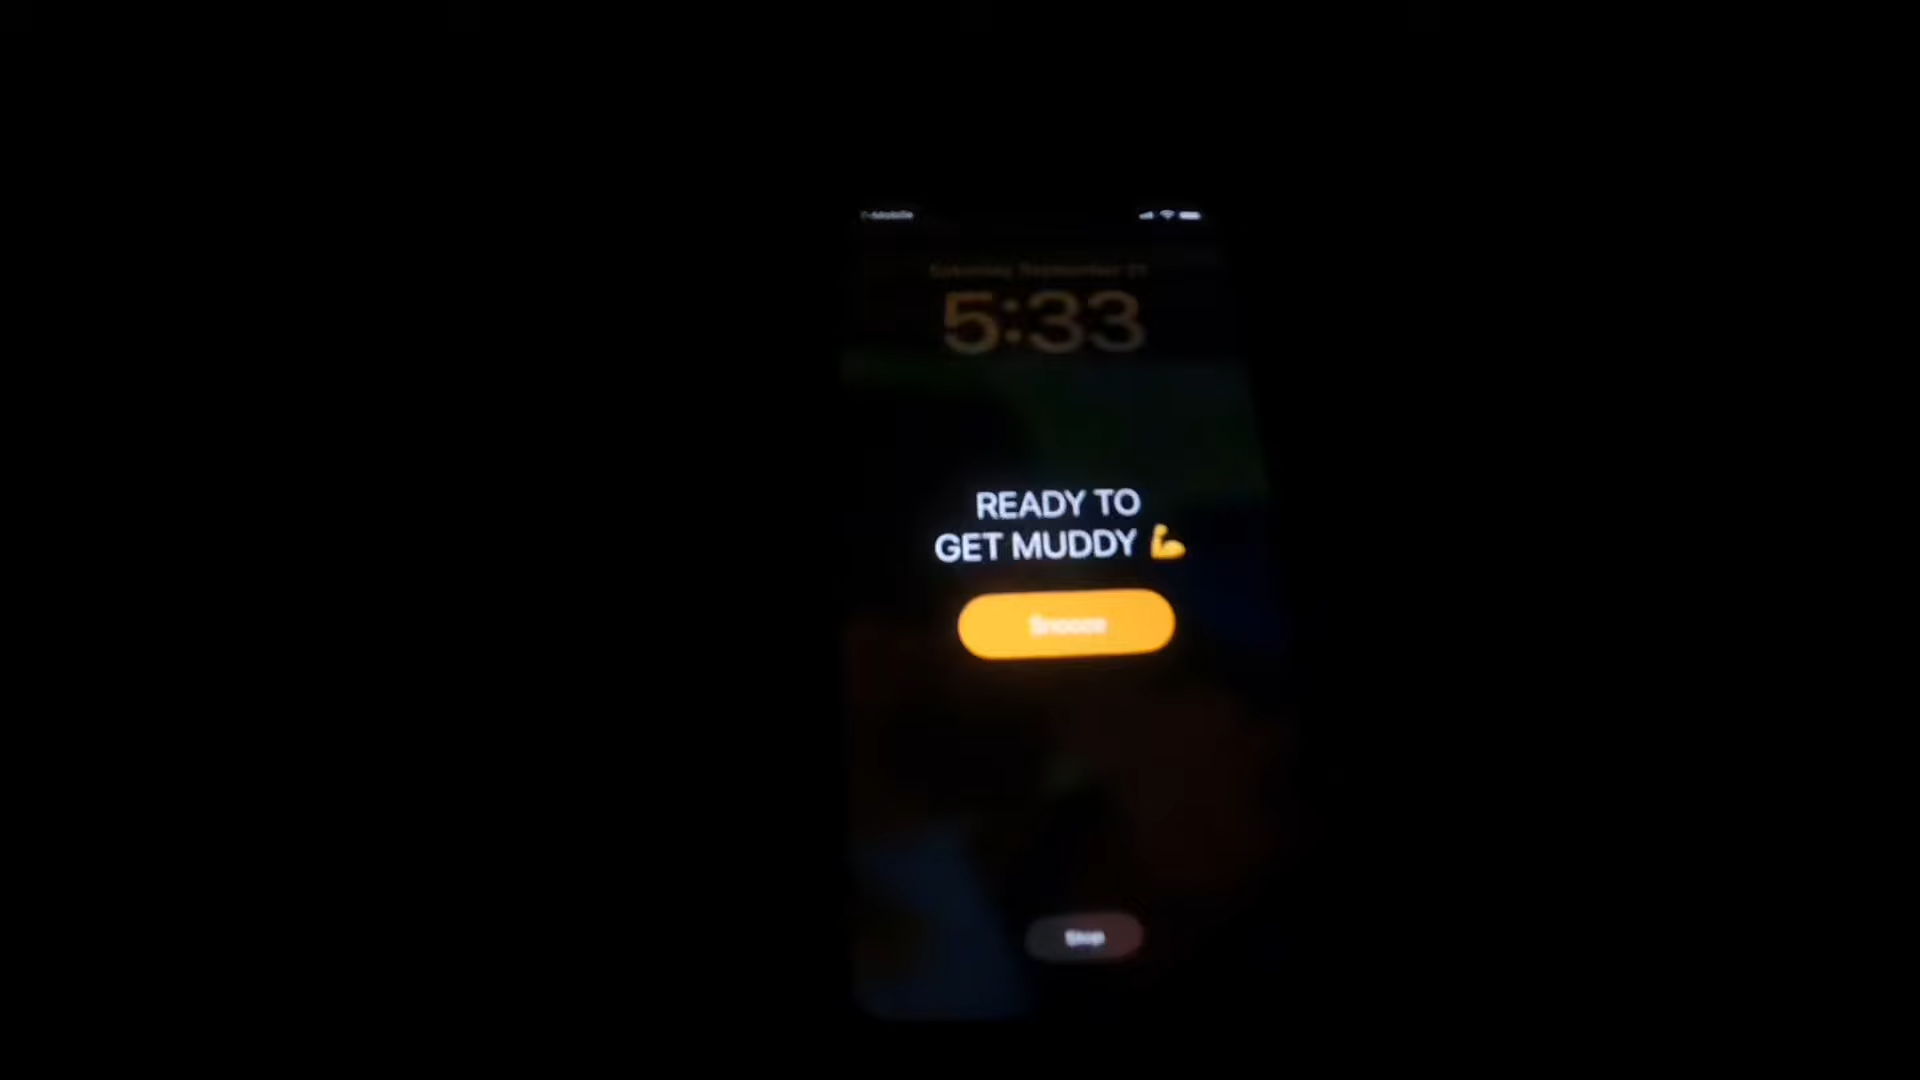 5:33
READY TO
GET MUDDY 💪
Snooze
Stop